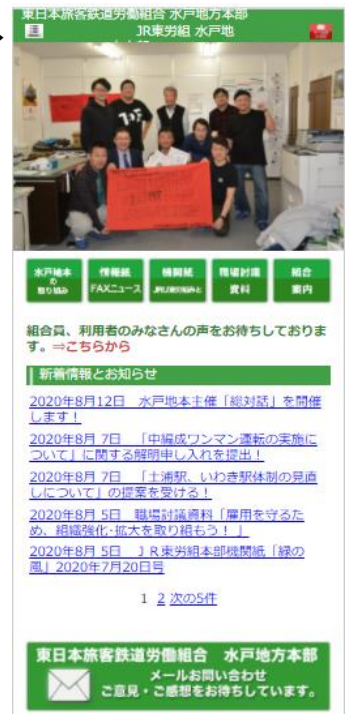 東日本旅客鉄道労働組合 水戸地方本部
JR東労組 水戸地
水戸地本
の
取り組み
情報紙
FAXニュース
機関紙
職場討議
資料
組合
案内
組合員、利用者のみなさんの声をお待ちしておりま
す。⇒こちらから
新着情報とお知らせ
2020年8月12日 水戸地本主催「総対話」を開催
します！
2020年8月 7日 「中編成ワンマン運転の実施に
ついて」に関する解明申し入れを提出！
2020年8月 7日 「土浦駅、いわき駅体制の見直
しについて」の提案を受ける！
2020年8月 5日 職場討議資料「雇用を守るた
め、組織強化･拡大を取り組もう！ 」
2020年8月 5日 ＪＲ東労組本部機関紙「緑の
風」2020年7月20日号
1 2 次の5件
東日本旅客鉄道労働組合 水戸地方本部
メールお問い合わせ
ご意見・ご感想をお待ちしています。